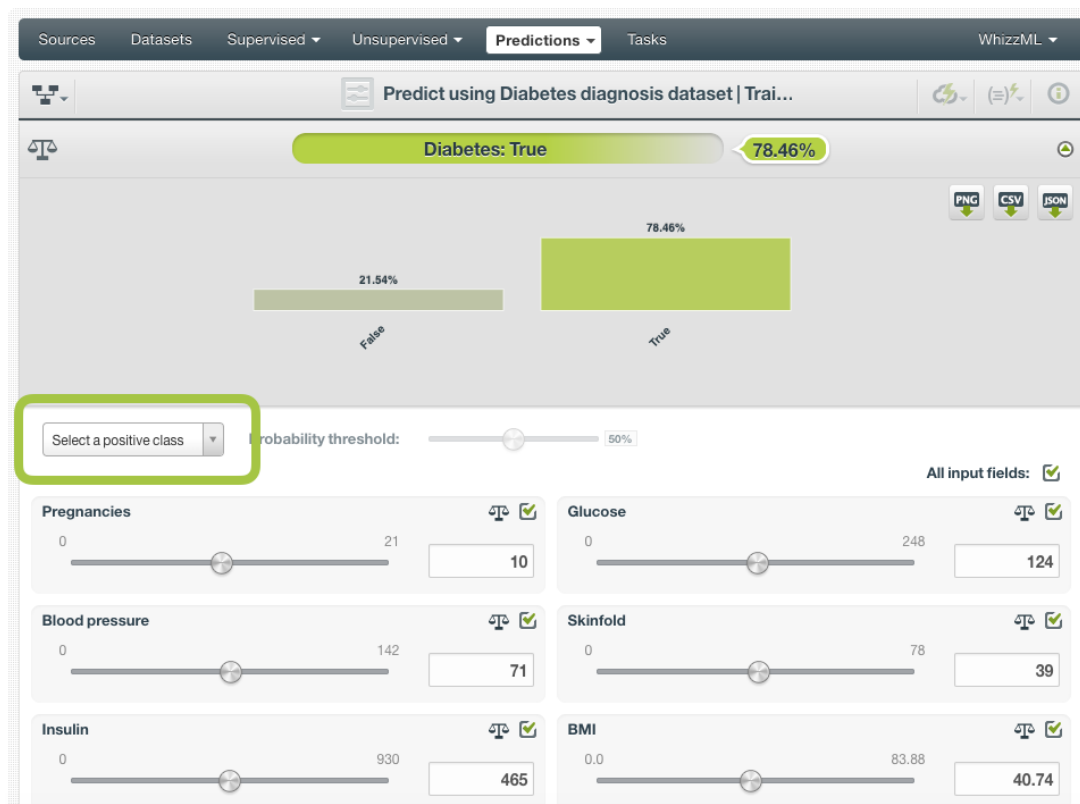 Sources Datasets Supervised Unsupervised Predictions Tasks WhizzML
Predict using Diabetes diagnosis dataset | Trai...
Diabetes: True 78.46%
PNG CSV JSON
78.46%
21.54%
False True
Select a positive class robability threshold: 50%
All input fields:
Pregnancies Glucose
0 21 0 248
10 124
Blood pressure Skinfold
0 142 0 78
71 39
Insulin BMI
0 930 0.0 83.88
465 40.74